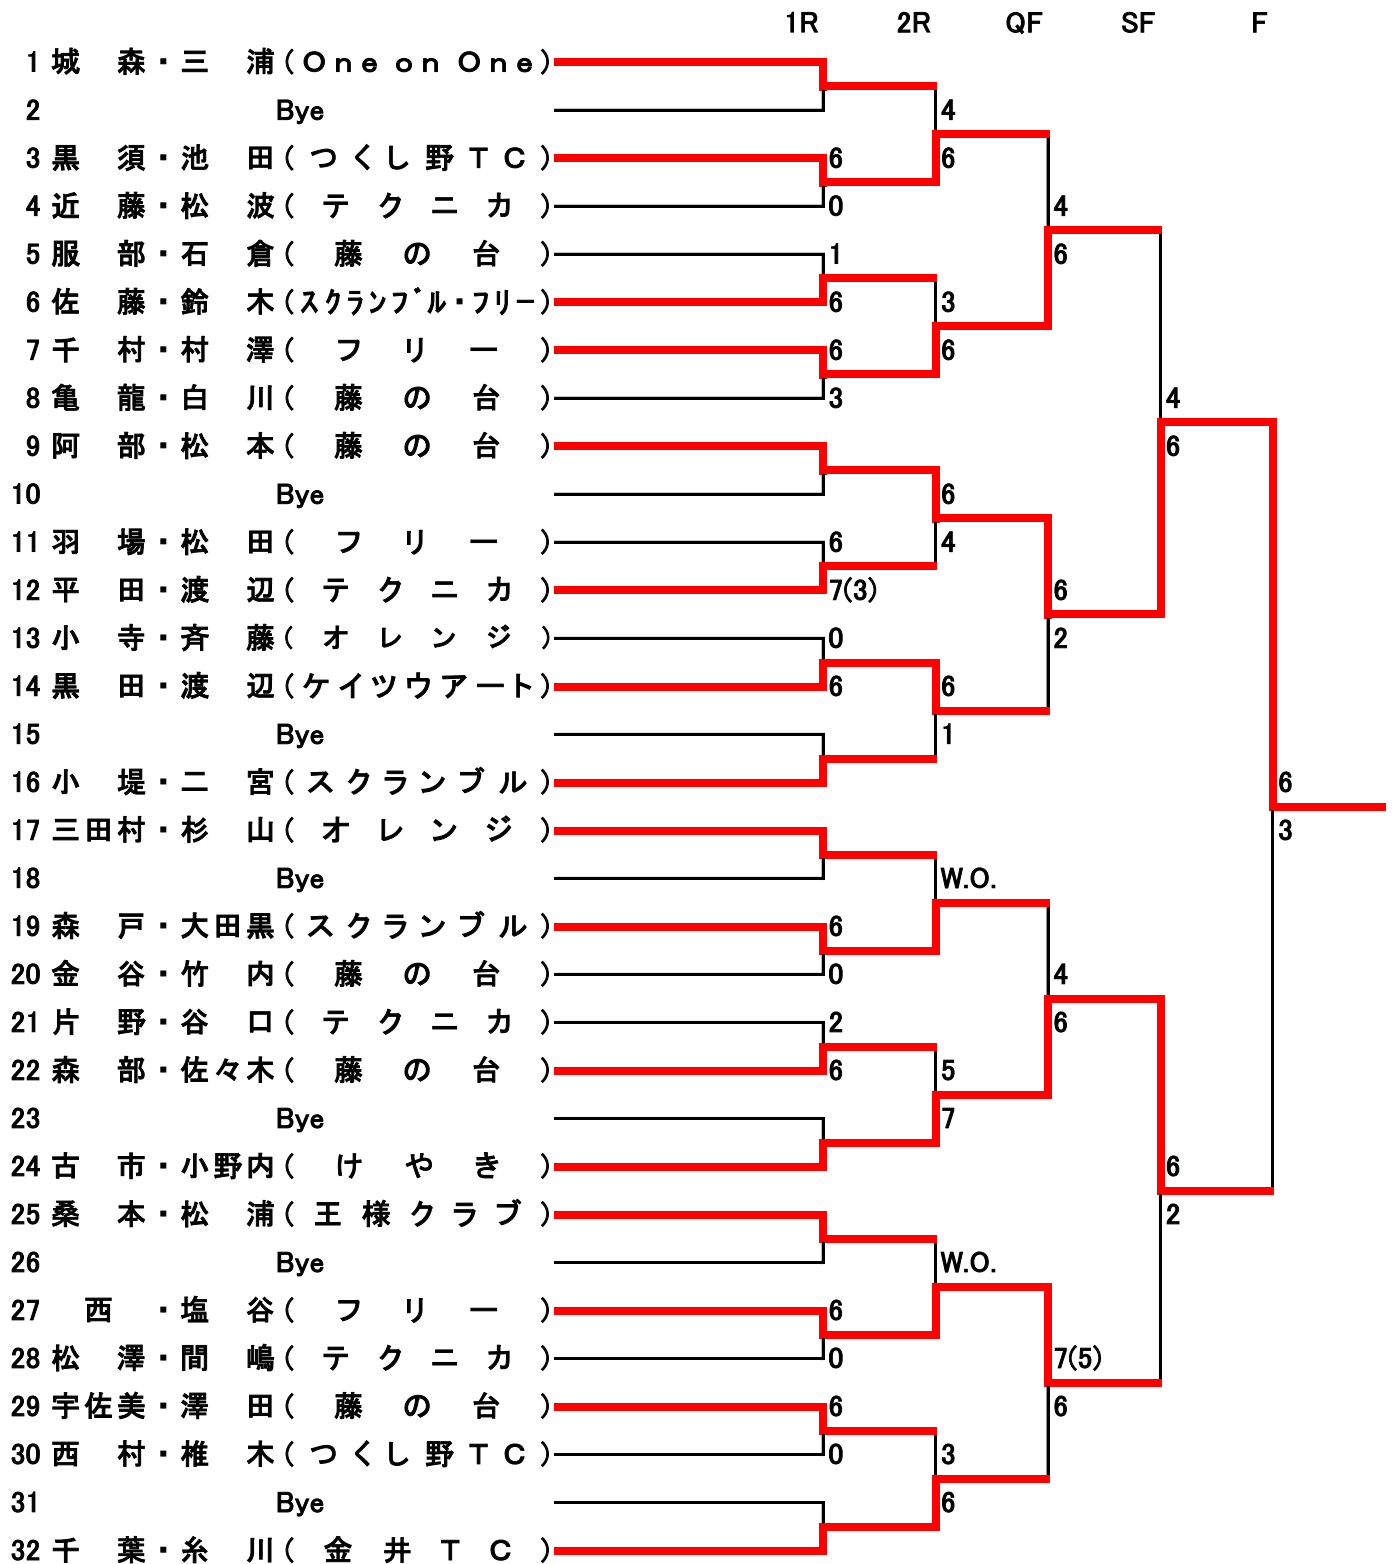 1R 2R QF SF F
1 城 森・三 浦(One on One)
2 Bye 4
3 黒 須・池 田(つくし野TC) 6 6
4 近 藤・松 波(テクニカ) 0 4
5 服 部・石 倉(藤の台) 1 6
6 佐 藤・鈴 木(スクランブル・フリー) 6 3
7 千 村・村 澤(フリー) 6 6
8 亀 龍・白 川(藤の台) 3 4
9 阿 部・松 本(藤の台) 6
10 Bye 6
11 羽 場・松 田(フリー) 6 4
12 平 田・渡 辺(テクニカ) 7(3) 6
13 小 寺・斉 藤(オレンジ) 0 2
14 黒 田・渡 辺(ケイツウアート) 6 6
15 Bye 1
16 小 堤・二 宮(スクランブル) 6
17 三田村・杉 山(オレンジ) 3
18 Bye W.O.
19 森 戸・大田黒(スクランブル) 6
20 金 谷・竹 内(藤の台) 0 4
21 片 野・谷 口(テクニカ) 2 6
22 森 部・佐々木(藤の台) 6 5
23 Bye 7
24 古 市・小野内(けやき) 6
25 桑 本・松 浦(王様クラブ) 2
26 Bye W.O.
27 西 ・塩 谷(フリー) 6
28 松 澤・間 嶋(テクニカ) 0 7(5)
29 宇佐美・澤 田(藤の台) 6 6
30 西 村・椎 木(つくし野TC) 0 3
31 Bye 6
32 千 葉・糸 川(金井TC)